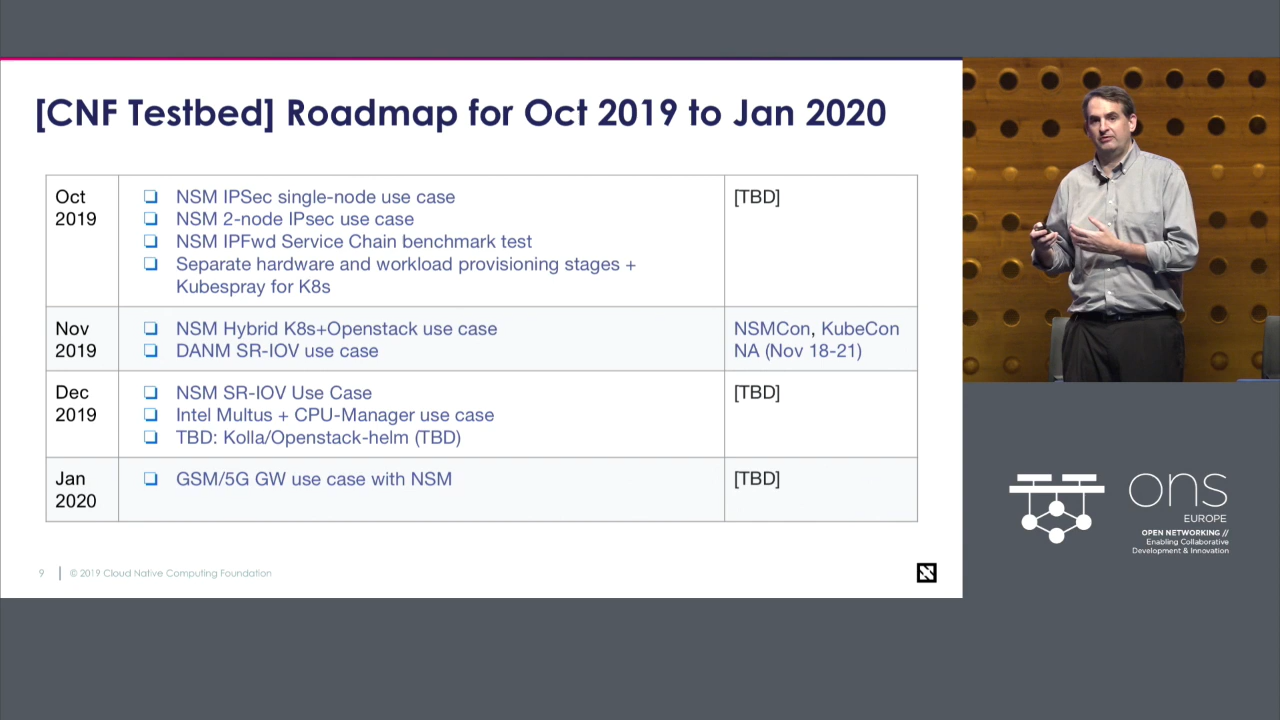 [CNF Testbed] Roadmap for Oct 2019 to Jan 2020
Oct
2019
❏ NSM IPSec single-node use case
❏ NSM 2-node IPsec use case
❏ NSM IPFwd Service Chain benchmark test
❏ Separate hardware and workload provisioning stages +
Kubespray for K8s
[TBD]
Nov
2019
❏ NSM Hybrid K8s+Openstack use case
❏ DANM SR-IOV use case
NSMCon, KubeCon
NA (Nov 18-21)
Dec
2019
❏ NSM SR-IOV Use Case
❏ Intel Multus + CPU-Manager use case
❏ TBD: Kolla/Openstack-helm (TBD)
[TBD]
Jan
2020
❏ GSM/5G GW use case with NSM
[TBD]
9 | © 2019 Cloud Native Computing Foundation
ons
EUROPE
OPEN NETWORKING //
Enabling Collaborative
Development & Innovation